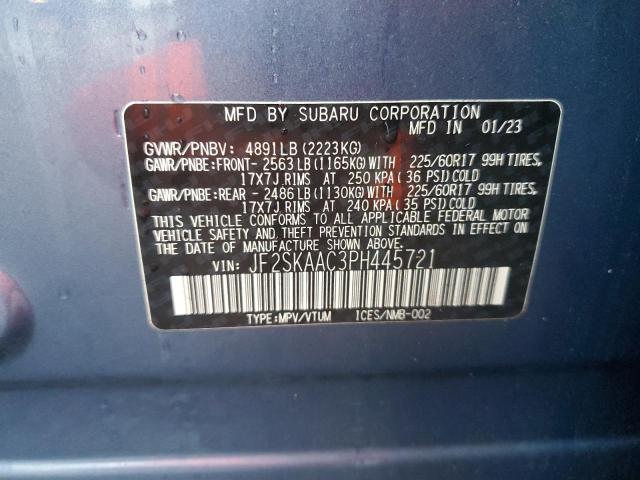 MFD BY SUBARU CORPORATION
MFD IN 01/23
GVWR/PNBV: 4891LB(2223KG)
GAWR/PNBE:FRONT-2563LB(1165KG)WITH 225/60R17 99H TIRES,
17X7J.RIMS AT 250 KPA(36 PSI)COLD
GAWR/PNBE:REAR -2486LB(1130KG)WITH 225/60R17 99H TIRES,
17X7J.RIMS AT 240 KPA(35 PSI)COLD
THIS VEHICLE CONFORMS TO ALL APPLICABLE FEDERAL MOTOR
VEHICLE SAFETY AND THEFT PREVENTION STANDARDS IN EFFECT ON
THE DATE OF MANUFACTURE SHOWN ABOVE.
VIN: JF2SKAAC3PH445721
TYPE:MPV/VTUM ICES/NMB-002